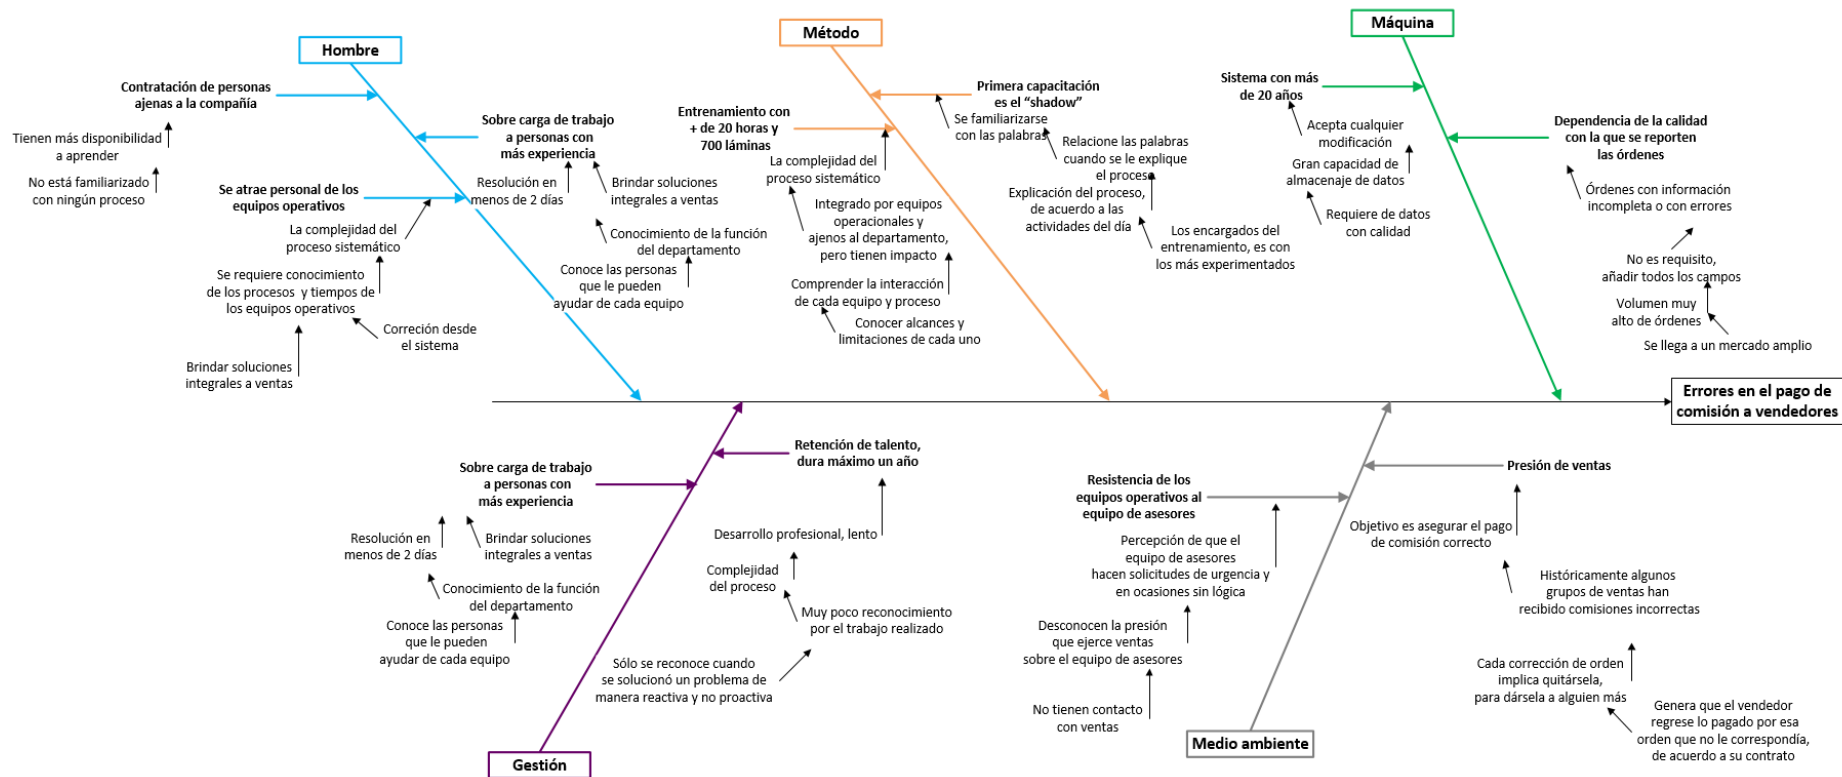 Hombre
Contratación de personas
ajenas a la compañía
Tienen más disponibilidad
a aprender
No está familiarizado
con ningún proceso
Sobre carga de trabajo
a personas con
más experiencia
Resolución en
menos de 2 días
Brindar soluciones
integrales a ventas
Conocimiento de la función
del departamento
Conoce las personas
que le pueden
ayudar de cada equipo
Se atrae personal de los
equipos operativos
La complejidad del
proceso sistemático
Se requiere conocimiento
de los procesos y tiempos de
los equipos operativos
Correción desde
el sistema
Brindar soluciones
integrales a ventas
Método
Primera capacitación
es el “shadow”
Se familiarizarse
con las palabras
Relacione las palabras
cuando se le explique
el proceso
Explicación del proceso,
de acuerdo a las
actividades del día
Los encargados del
entrenamiento, es con
los más experimentados
Entrenamiento con
+ de 20 horas y
700 láminas
La complejidad del
proceso sistemático
Integrado por equipos
operacionales y
ajenos al departamento,
pero tienen impacto
Comprender la interacción
de cada equipo y proceso
Conocer alcances y
limitaciones de cada uno
Máquina
Sistema con más
de 20 años
Acepta cualquier
modificación
Gran capacidad de
almacenaje de datos
Requiere de datos
con calidad
Dependencia de la calidad
con la que se reporten
las órdenes
Órdenes con información
incompleta o con errores
No es requisito,
añadir todos los campos
Volumen muy
alto de órdenes
Se llega a un mercado amplio
Errores en el pago de
comisión a vendedores
Retención de talento,
dura máximo un año
Desarrollo profesional, lento
Complejidad
del proceso
Muy poco reconocimiento
por el trabajo realizado
Sólo se reconoce cuando
se solucionó un problema de
manera reactiva y no proactiva
Sobre carga de trabajo
a personas con
más experiencia
Resolución en
menos de 2 días
Brindar soluciones
integrales a ventas
Conocimiento de la función
del departamento
Conoce las personas
que le pueden
ayudar de cada equipo
Gestión
Resistencia de los
equipos operativos al
equipo de asesores
Percepción de que el
equipo de asesores
hacen solicitudes de urgencia y
en ocasiones sin lógica
Desconocen la presión
que ejerce ventas
sobre el equipo de asesores
No tienen contacto
con ventas
Presión de ventas
Objetivo es asegurar el pago
de comisión correcto
Históricamente algunos
grupos de ventas han
recibido comisiones incorrectas
Cada corrección de orden
implica quitársela,
para dársela a alguien más
Genera que el vendedor
regrese lo pagado por esa
orden que no le correspondía,
de acuerdo a su contrato
Medio ambiente